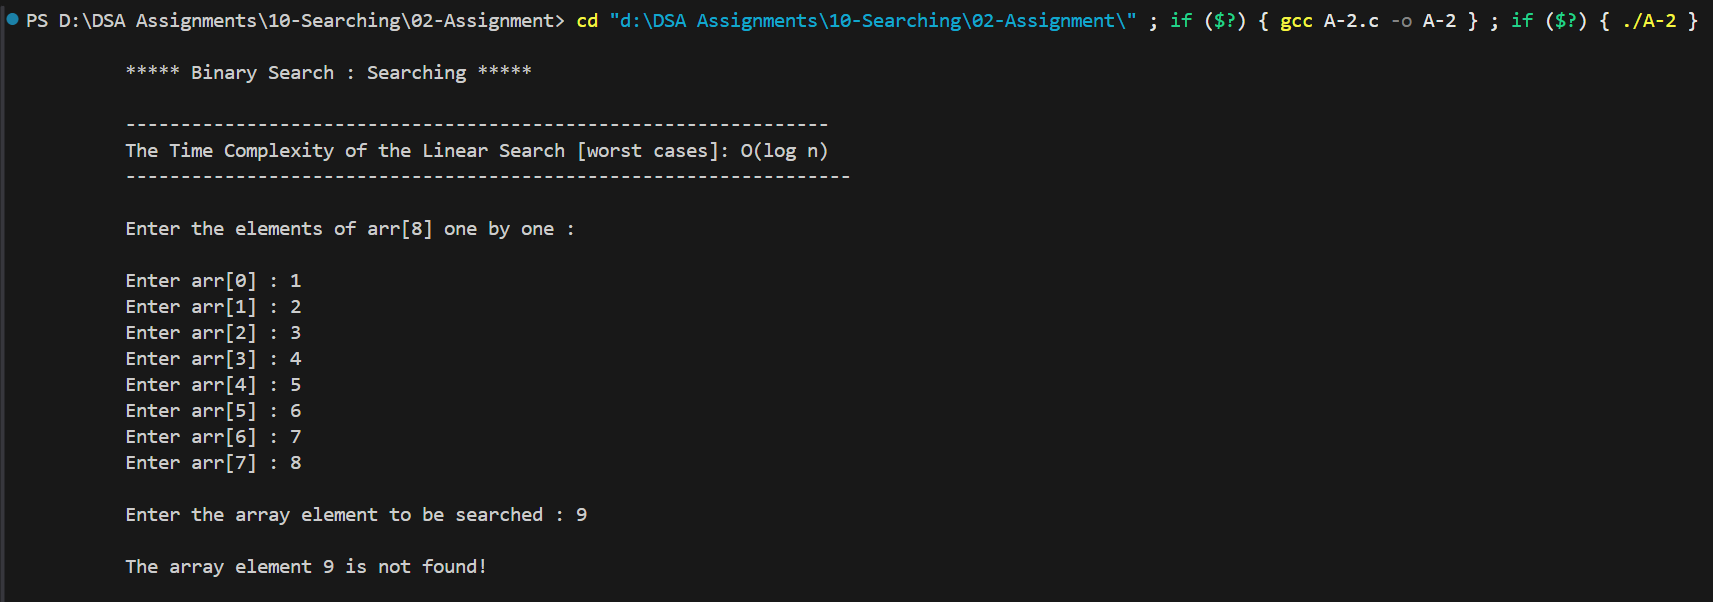 PS D:\DSA Assignments\10-Searching\02-Assignment> cd "d:\DSA Assignments\10-Searching\02-Assignment\" ; if ($?) { gcc A-2.c -o A-2 } ; if ($?) { ./A-2 }
***** Binary Search : Searching *****
----------------------------------------------------------------
The Time Complexity of the Linear Search [worst cases]: O(log n)
------------------------------------------------------------------
Enter the elements of arr[8] one by one :
Enter arr[0] : 1
Enter arr[1] : 2
Enter arr[2] : 3
Enter arr[3] : 4
Enter arr[4] : 5
Enter arr[5] : 6
Enter arr[6] : 7
Enter arr[7] : 8
Enter the array element to be searched : 9
The array element 9 is not found!